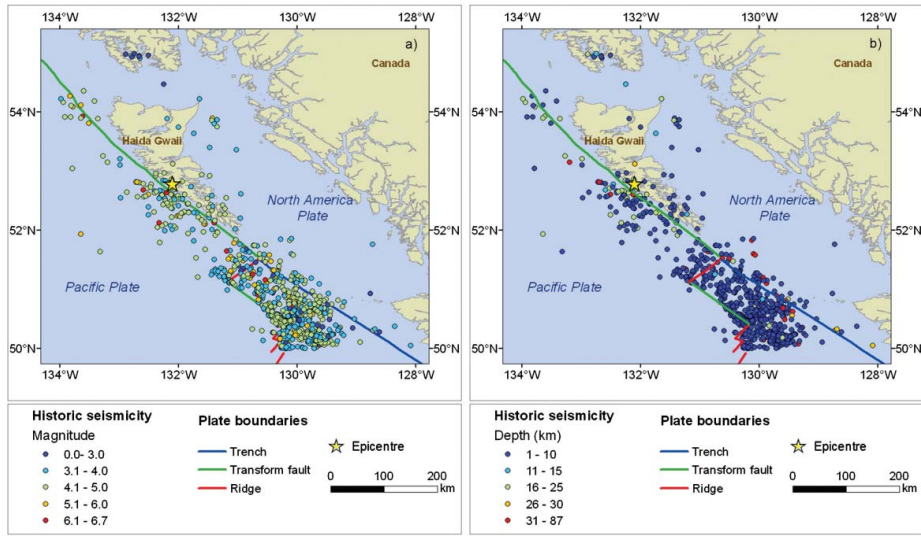 134°W 132°W 130°W 128°W
a)
Canada
54°N 54°N
Haida Gwaii
North America
Plate
52°N 52°N
Pacific Plate
50°N 50°N
134°W 132°W 130°W 128°W
Historic seismicity
Magnitude
0.0- 3.0
3.1 - 4.0
4.1 - 5.0
5.1 - 6.0
6.1 - 6.7
Plate boundaries
Trench
Transform fault
Ridge
Epicentre
0 100 200
km
134°W 132°W 130°W 128°W
b)
Canada
54°N 54°N
Haida Gwaii
North America
Plate
52°N 52°N
Pacific Plate
50°N 50°N
134°W 132°W 130°W 128°W
Historic seismicity
Depth (km)
1 - 10
11 - 15
16 - 25
26 - 30
31 - 87
Plate boundaries
Trench
Transform fault
Ridge
Epicentre
0 100 200
km